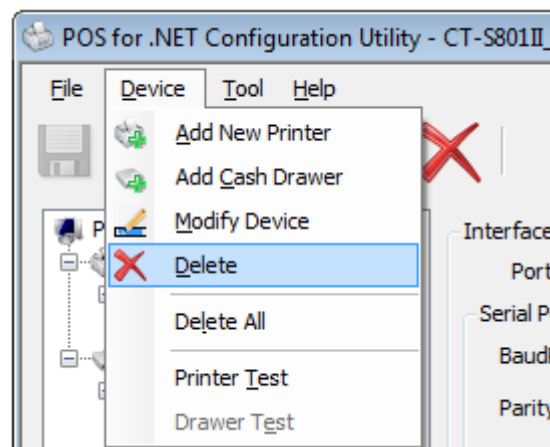 POS for .NET Configuration Utility - CT-S801II_
File Device Tool Help
Add New Printer
Add Cash Drawer
Modify Device
Interface
Delete
Port
Serial P
Delete All
Baud
Printer Test
Parity
Drawer Test